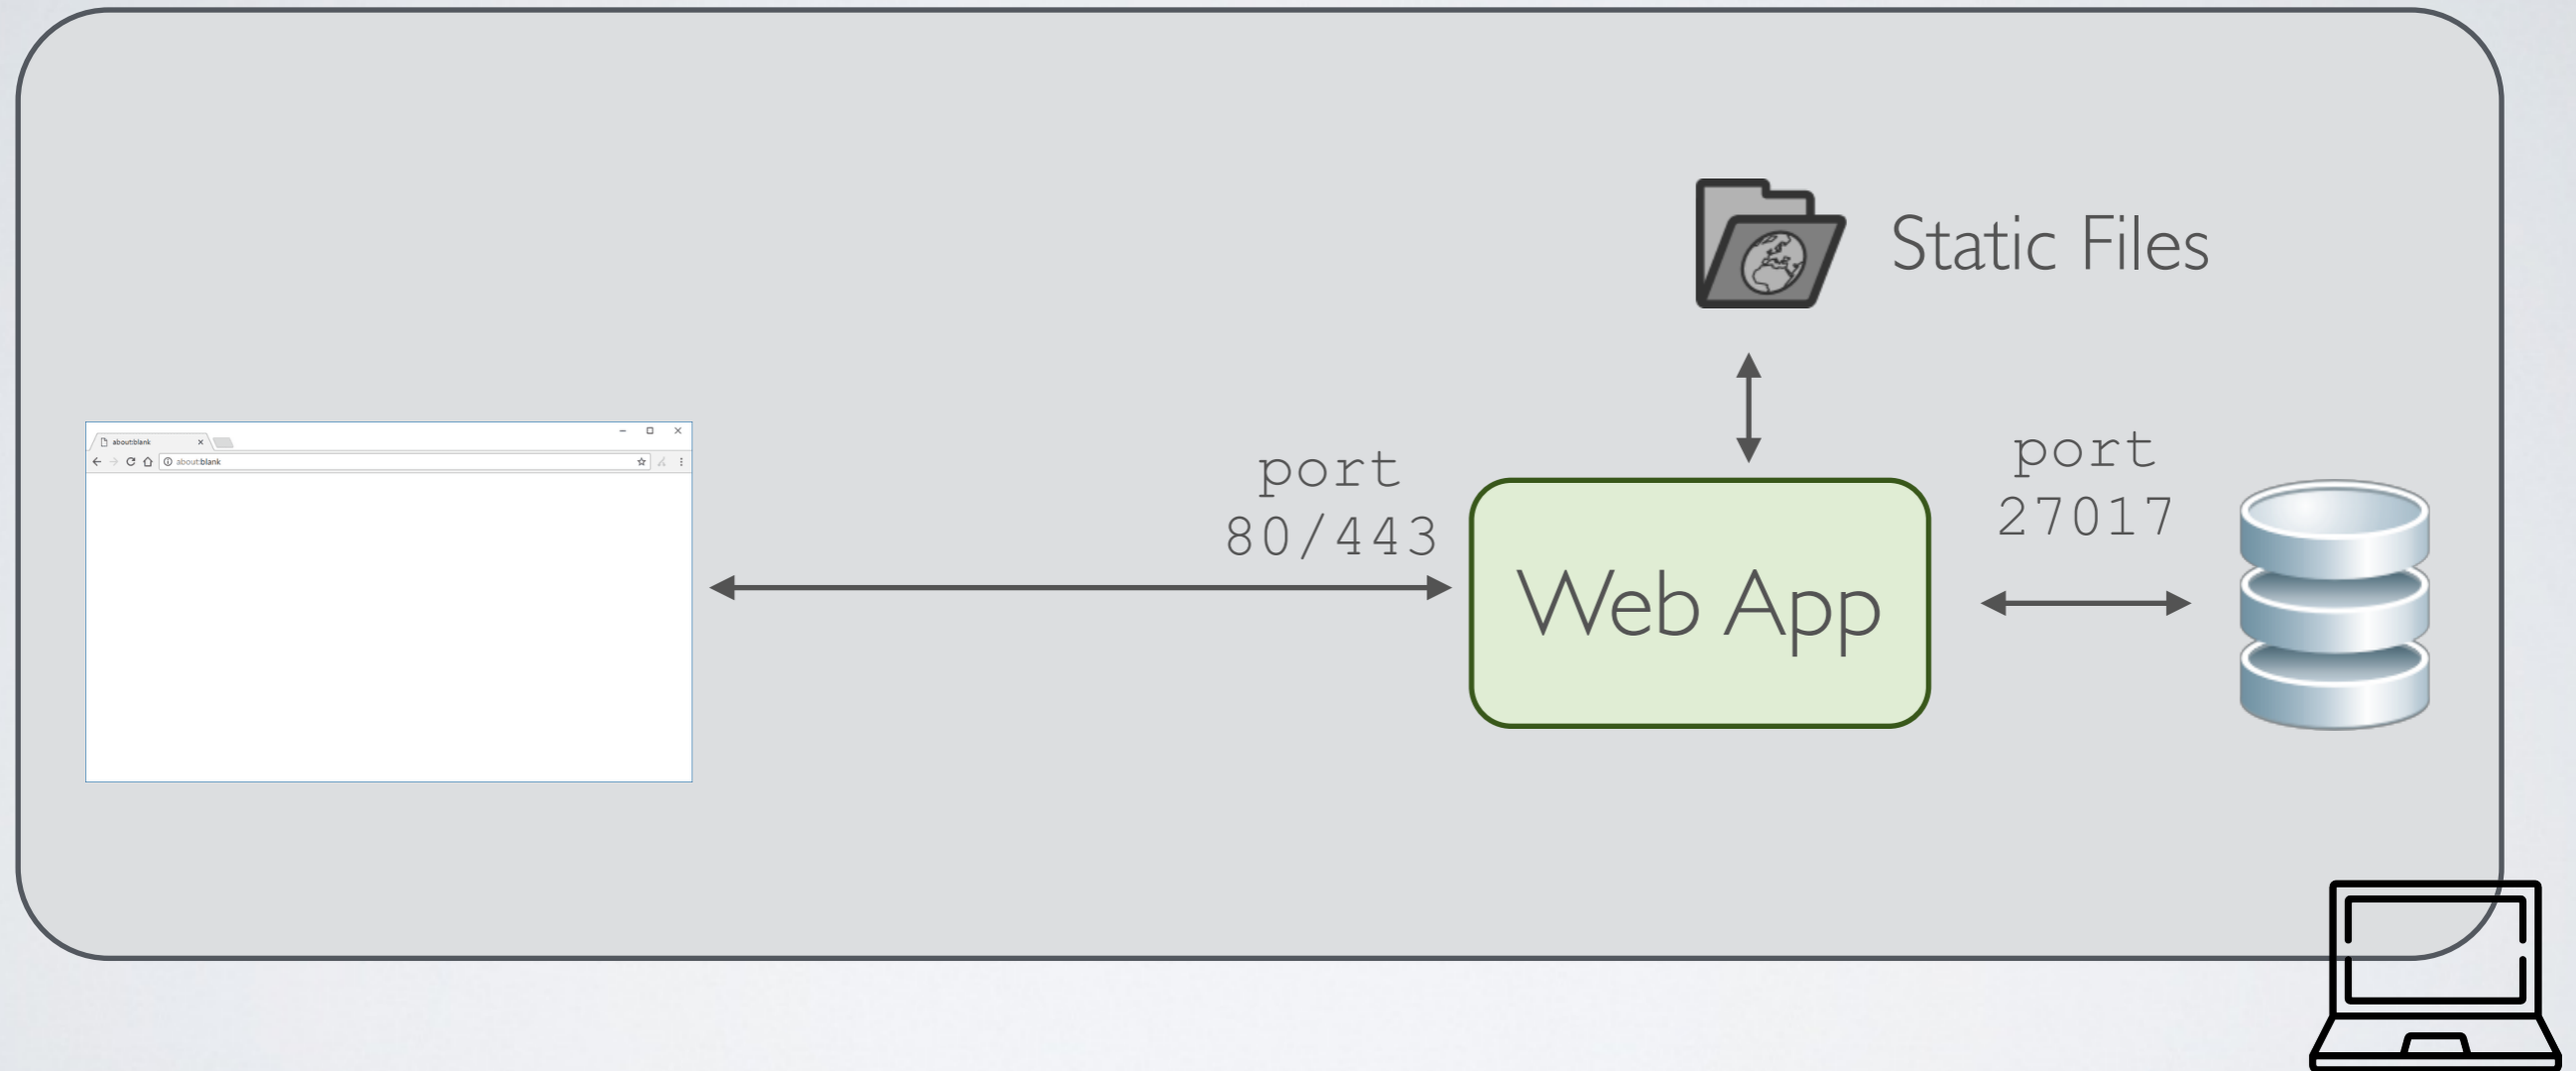 Static Files
about:blank
about:blank
port
80/443
port
27017
Web App